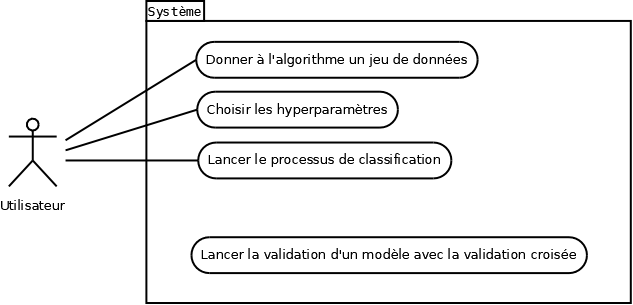 Système
Donner à l'algorithme un jeu de données
Choisir les hyperparamètres
Lancer le processus de classification
Utilisateur
Lancer la validation d'un modèle avec la validation croisée